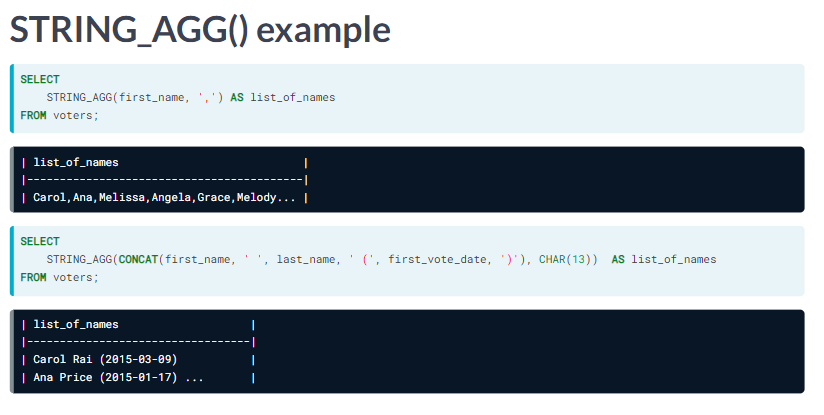 STRING_AGG() example
SELECT
STRING_AGG(first_name, ',') AS list_of_names
FROM voters;
| list_of_names                            |
|------------------------------------------|
| Carol,Ana,Melissa,Angela,Grace,Melody... |
SELECT
STRING_AGG(CONCAT(first_name, ' ', last_name, ' (', first_vote_date, ')'), CHAR(13))  AS list_of_names
FROM voters;
| list_of_names                    |
|----------------------------------|
| Carol Rai (2015-03-09)           |
| Ana Price (2015-01-17) ...       |